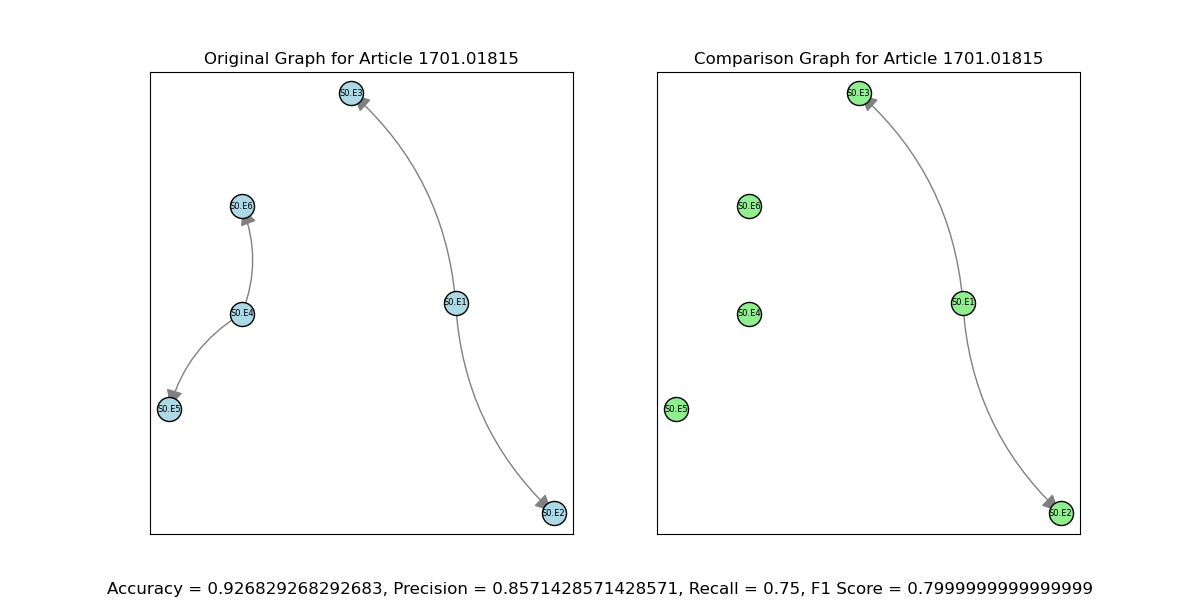 Original Graph for Article 1701.01815
Comparison Graph for Article 1701.01815
S0.E3
S0.E3
S0.E6
S0.E6
S0.E1
S0.E1
S0.E4
S0.E4
S0.E5
S0.E5
S0.E2
S0.E2
Accuracy = 0.926829268292683, Precision = 0.8571428571428571, Recall = 0.75, F1 Score = 0.7999999999999999